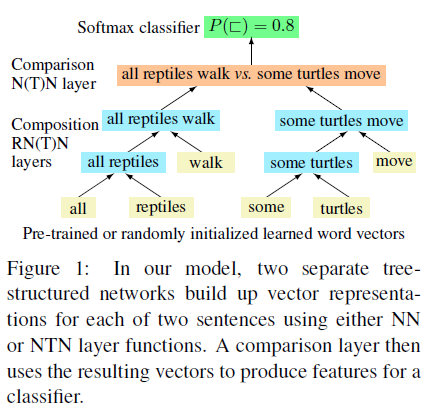 Softmax classifier P(⊏) = 0.8
Comparison
N(T)N layer
all reptiles walk vs. some turtles move
Composition
RN(T)N
layers
all reptiles walk
some turtles move
all reptiles
walk
some turtles
move
all
reptiles
some
turtles
Pre-trained or randomly initialized learned word vectors
Figure 1: In our model, two separate tree-
structured networks build up vector representa-
tions for each of two sentences using either NN
or NTN layer functions. A comparison layer then
uses the resulting vectors to produce features for a
classifier.